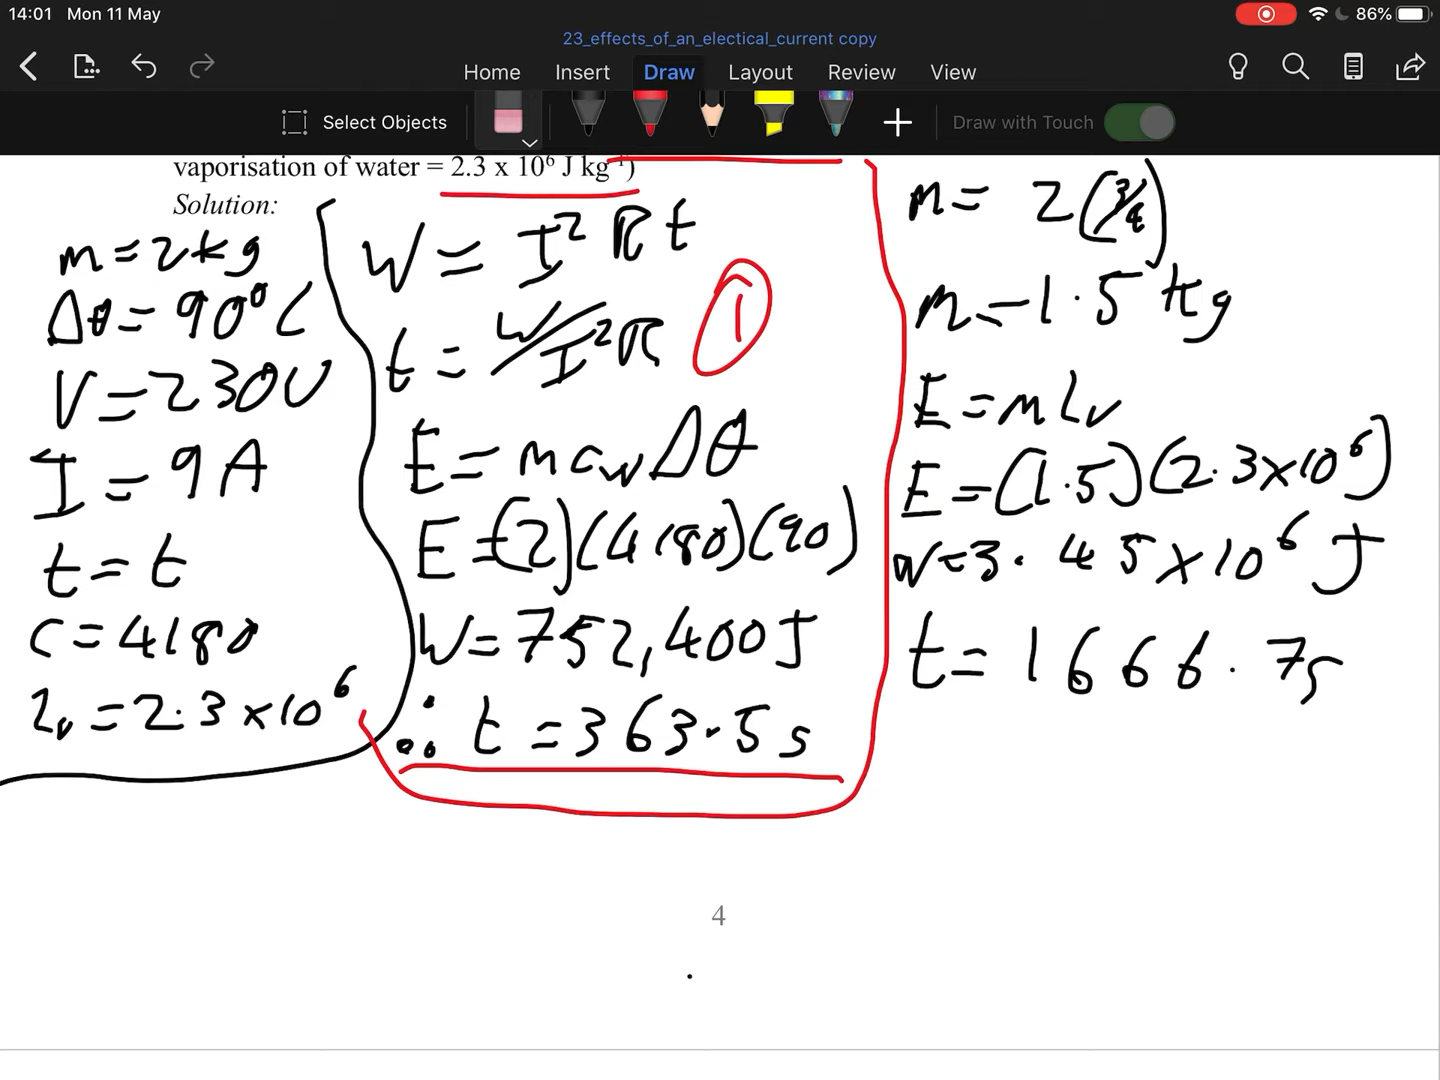 14:01 Mon 11 May
86%
23_effects_of_an_electical_current copy
Home Insert Draw Layout Review View
Select Objects
Draw with Touch
vaporisation of water = 2.3 x 10⁶ J kg⁻¹)
Solution:
m = 2kg
Δθ = 90°C
V = 230V
I = 9A
t = t
c = 4180
Lv = 2.3 x 10⁶
W = I²Rt
t = W/I²R
1
E = mcwΔθ
E = (2)(4180)(90)
W = 752,400J
∴ t = 363.5s
m = 2(3/4)
m = 1.5 kg
E = mLv
E = (1.5)(2.3x10⁶)
W = 3.45x10⁶J
t = 1666.7s
4